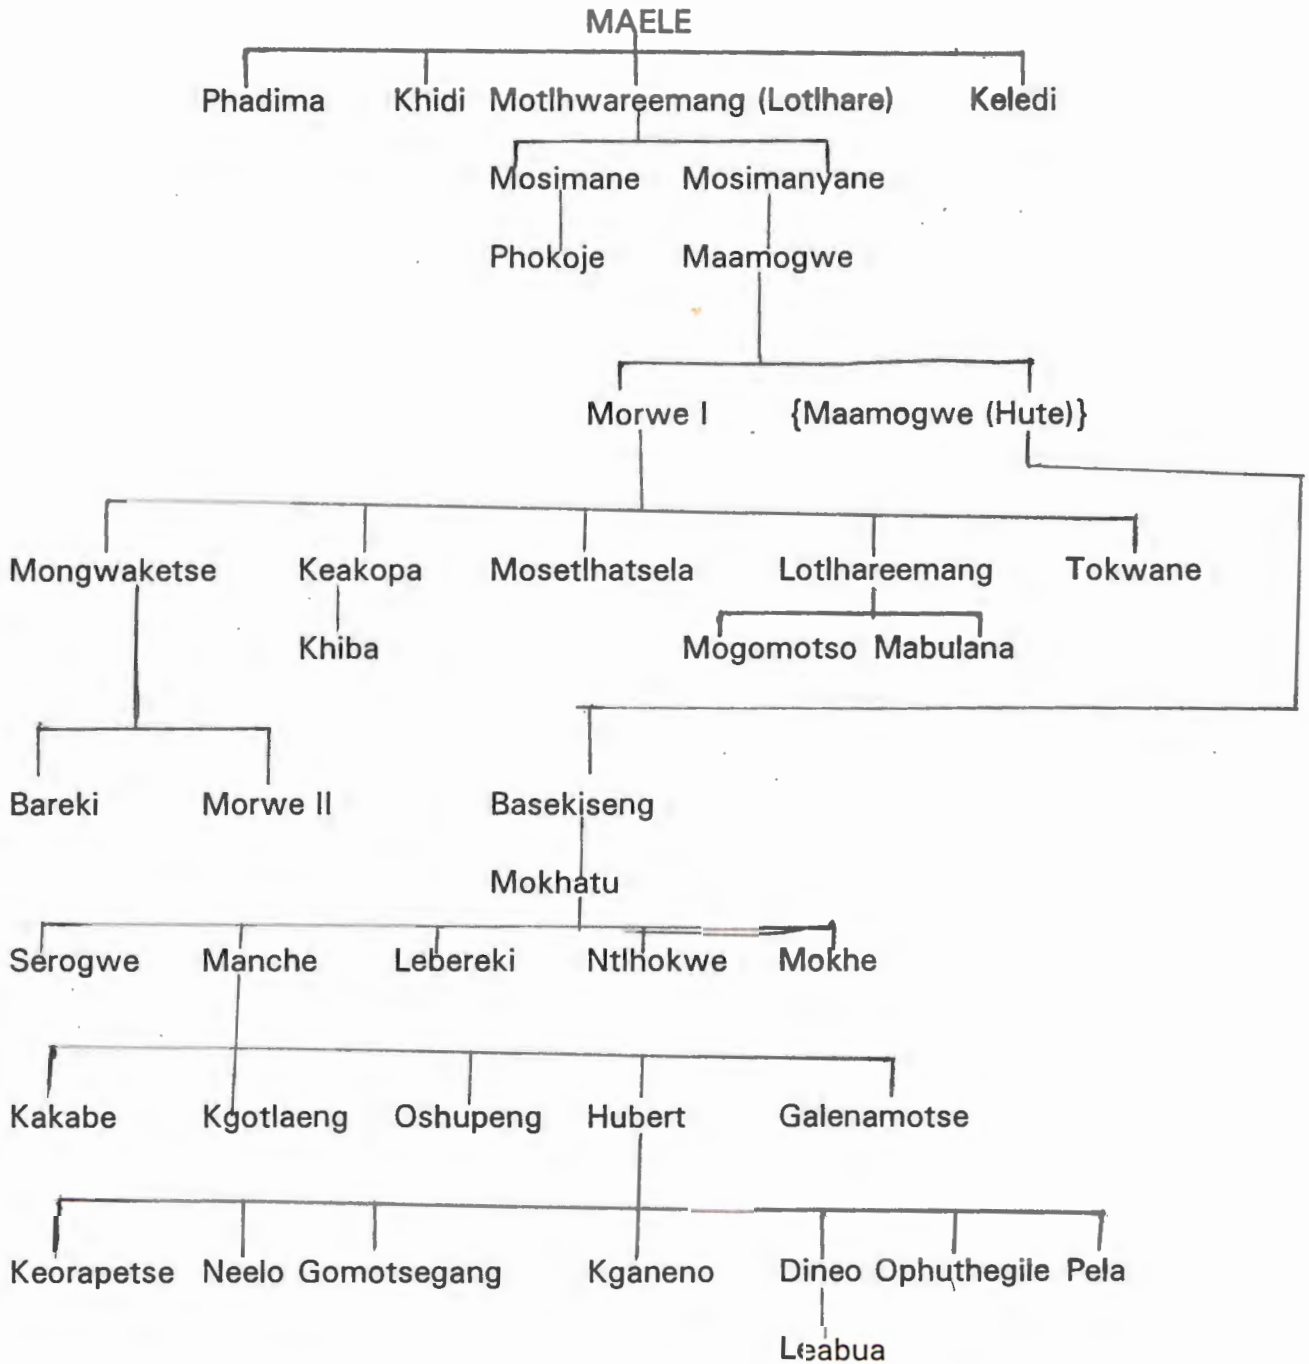 MAELE
Phadima Khidi Motlhwareemang (Lotlhare) Keledi
Mosimane Mosimanyane
Phokoje Maamogwe
Morwe I {Maamogwe (Hute)}
Mongwaketse Keakopa Mosetlhatsela Lotlhareemang Tokwane
Khiba Mogomotso Mabulana
Bareki Morwe II Basekiseng
Mokhatu
Serogwe Manche Lebereki Ntlhokwe Mokhe
Kakabe Kgotlaeng Oshupeng Hubert Galenamotse
Keorapetse Neelo Gomotsegang Kganeno Dineo Ophuthegile Pela
Leabua